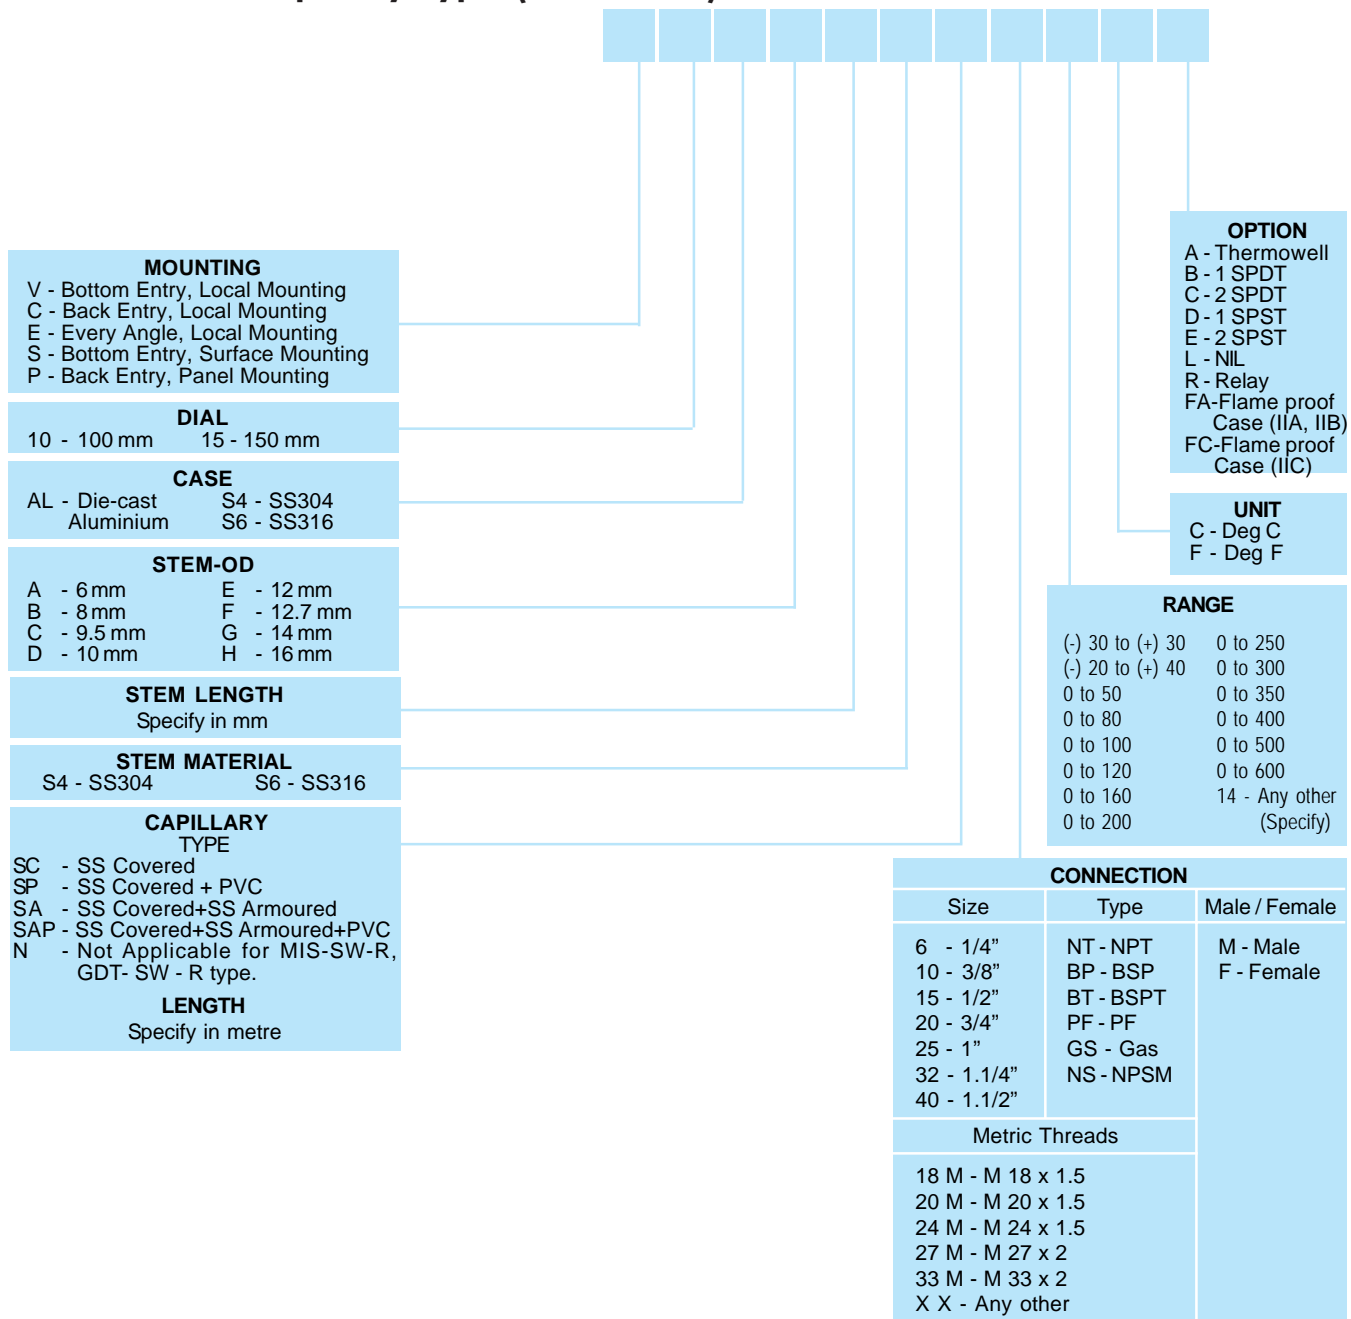 MOUNTING
V - Bottom Entry, Local Mounting
C - Back Entry, Local Mounting
E - Every Angle, Local Mounting
S - Bottom Entry, Surface Mounting
P - Back Entry, Panel Mounting
DIAL
10 - 100 mm 15 - 150 mm
CASE
AL - Die-cast S4 - SS304
Aluminium S6 - SS316
STEM-OD
A - 6 mm E - 12 mm
B - 8 mm F - 12.7 mm
C - 9.5 mm G - 14 mm
D - 10 mm H - 16 mm
STEM LENGTH
Specify in mm
STEM MATERIAL
S4 - SS304 S6 - SS316
CAPILLARY
TYPE
SC - SS Covered
SP - SS Covered + PVC
SA - SS Covered+SS Armoured
SAP - SS Covered+SS Armoured+PVC
N - Not Applicable for MIS-SW-R,
GDT- SW - R type.
LENGTH
Specify in metre
OPTION
A - Thermowell
B - 1 SPDT
C - 2 SPDT
D - 1 SPST
E - 2 SPST
L - NIL
R - Relay
FA-Flame proof
Case (IIA, IIB)
FC-Flame proof
Case (IIC)
UNIT
C - Deg C
F - Deg F
RANGE
(-) 30 to (+) 30 0 to 250
(-) 20 to (+) 40 0 to 300
0 to 50 0 to 350
0 to 80 0 to 400
0 to 100 0 to 500
0 to 120 0 to 600
0 to 160 14 - Any other
0 to 200 (Specify)
CONNECTION
Size Type Male / Female
6 - 1/4” NT - NPT M - Male
10 - 3/8” BP - BSP F - Female
15 - 1/2” BT - BSPT
20 - 3/4” PF - PF
25 - 1” GS - Gas
32 - 1.1/4” NS - NPSM
40 - 1.1/2”
Metric Threads
18 M - M 18 x 1.5
20 M - M 20 x 1.5
24 M - M 24 x 1.5
27 M - M 27 x 2
33 M - M 33 x 2
X X - Any other